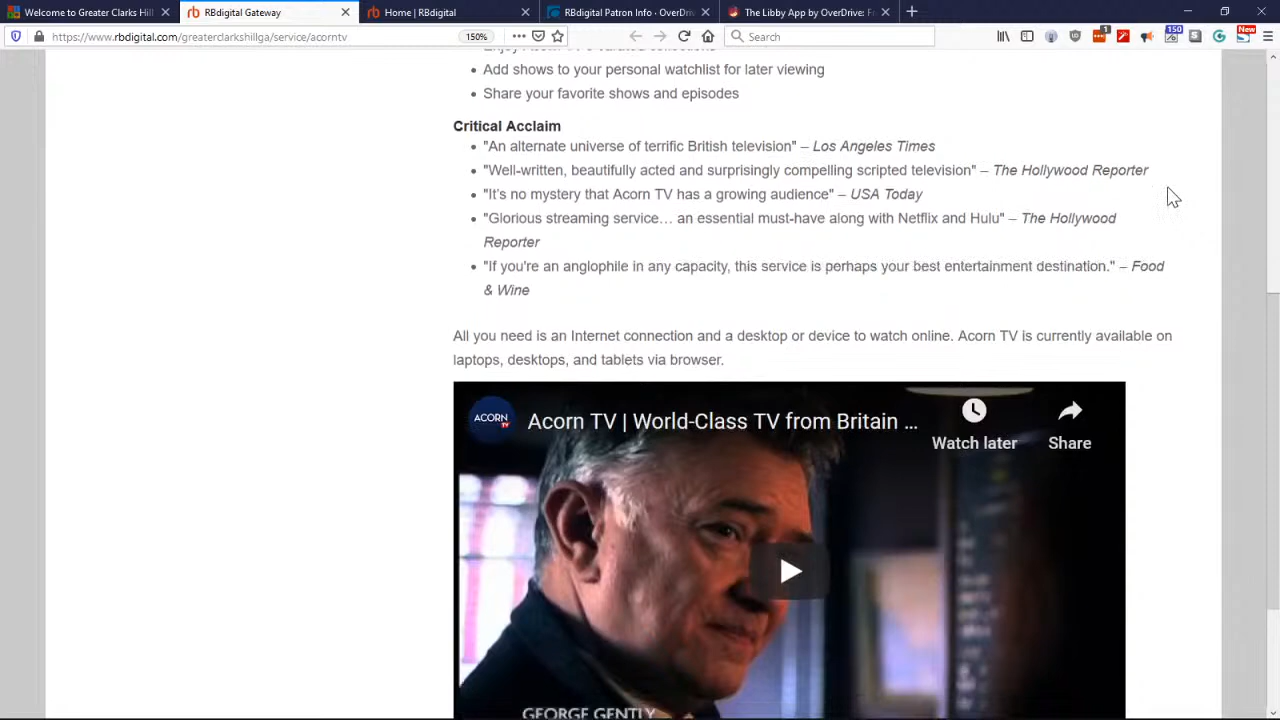 Welcome to Greater Clarks Hill
RBdigital Gateway
Home | RBdigital
RBdigital Patron Info · OverDriv
The Libby App by OverDrive: Fr
https://www.rbdigital.com/greaterclarkshillga/service/acorntv
150%
Search
1
150
New
Add shows to your personal watchlist for later viewing
Share your favorite shows and episodes
Critical Acclaim
"An alternate universe of terrific British television" – Los Angeles Times
"Well-written, beautifully acted and surprisingly compelling scripted television" – The Hollywood Reporter
"It's no mystery that Acorn TV has a growing audience" – USA Today
"Glorious streaming service… an essential must-have along with Netflix and Hulu" – The Hollywood
Reporter
"If you're an anglophile in any capacity, this service is perhaps your best entertainment destination." – Food
& Wine
All you need is an Internet connection and a desktop or device to watch online. Acorn TV is currently available on
laptops, desktops, and tablets via browser.
ACORN TV
Acorn TV | World-Class TV from Britain ...
Watch later
Share
GEORGE GENTLY